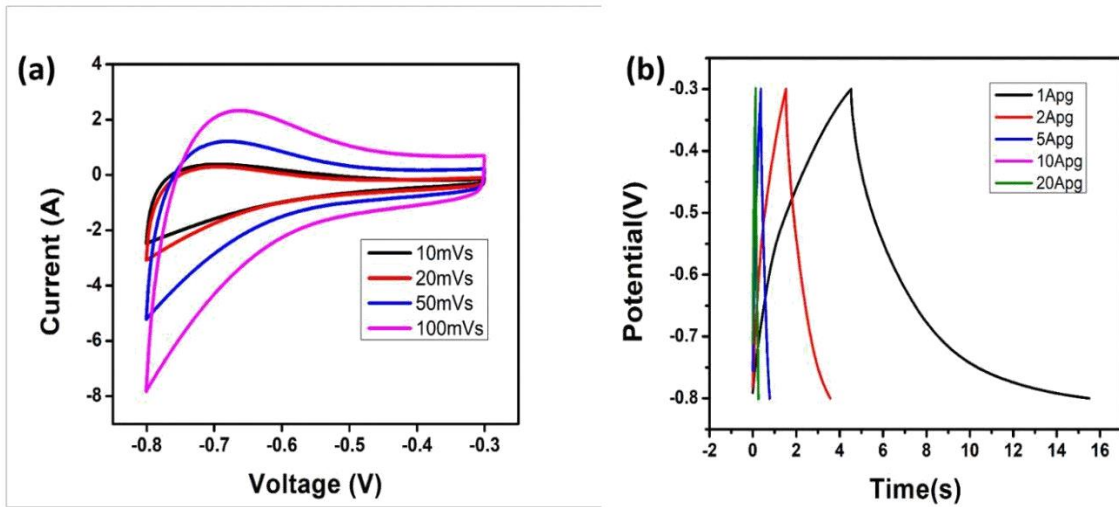 (a)
4
2
0
-2
-4
-6
-8
Current (A)
10mVs
20mVs
50mVs
100mVs
-0.8 -0.7 -0.6 -0.5 -0.4 -0.3
Voltage (V)
(b)
-0.3
-0.4
-0.5
-0.6
-0.7
-0.8
Potential(V)
1Apg
2Apg
5Apg
10Apg
20Apg
-2 0 2 4 6 8 10 12 14 16
Time(s)